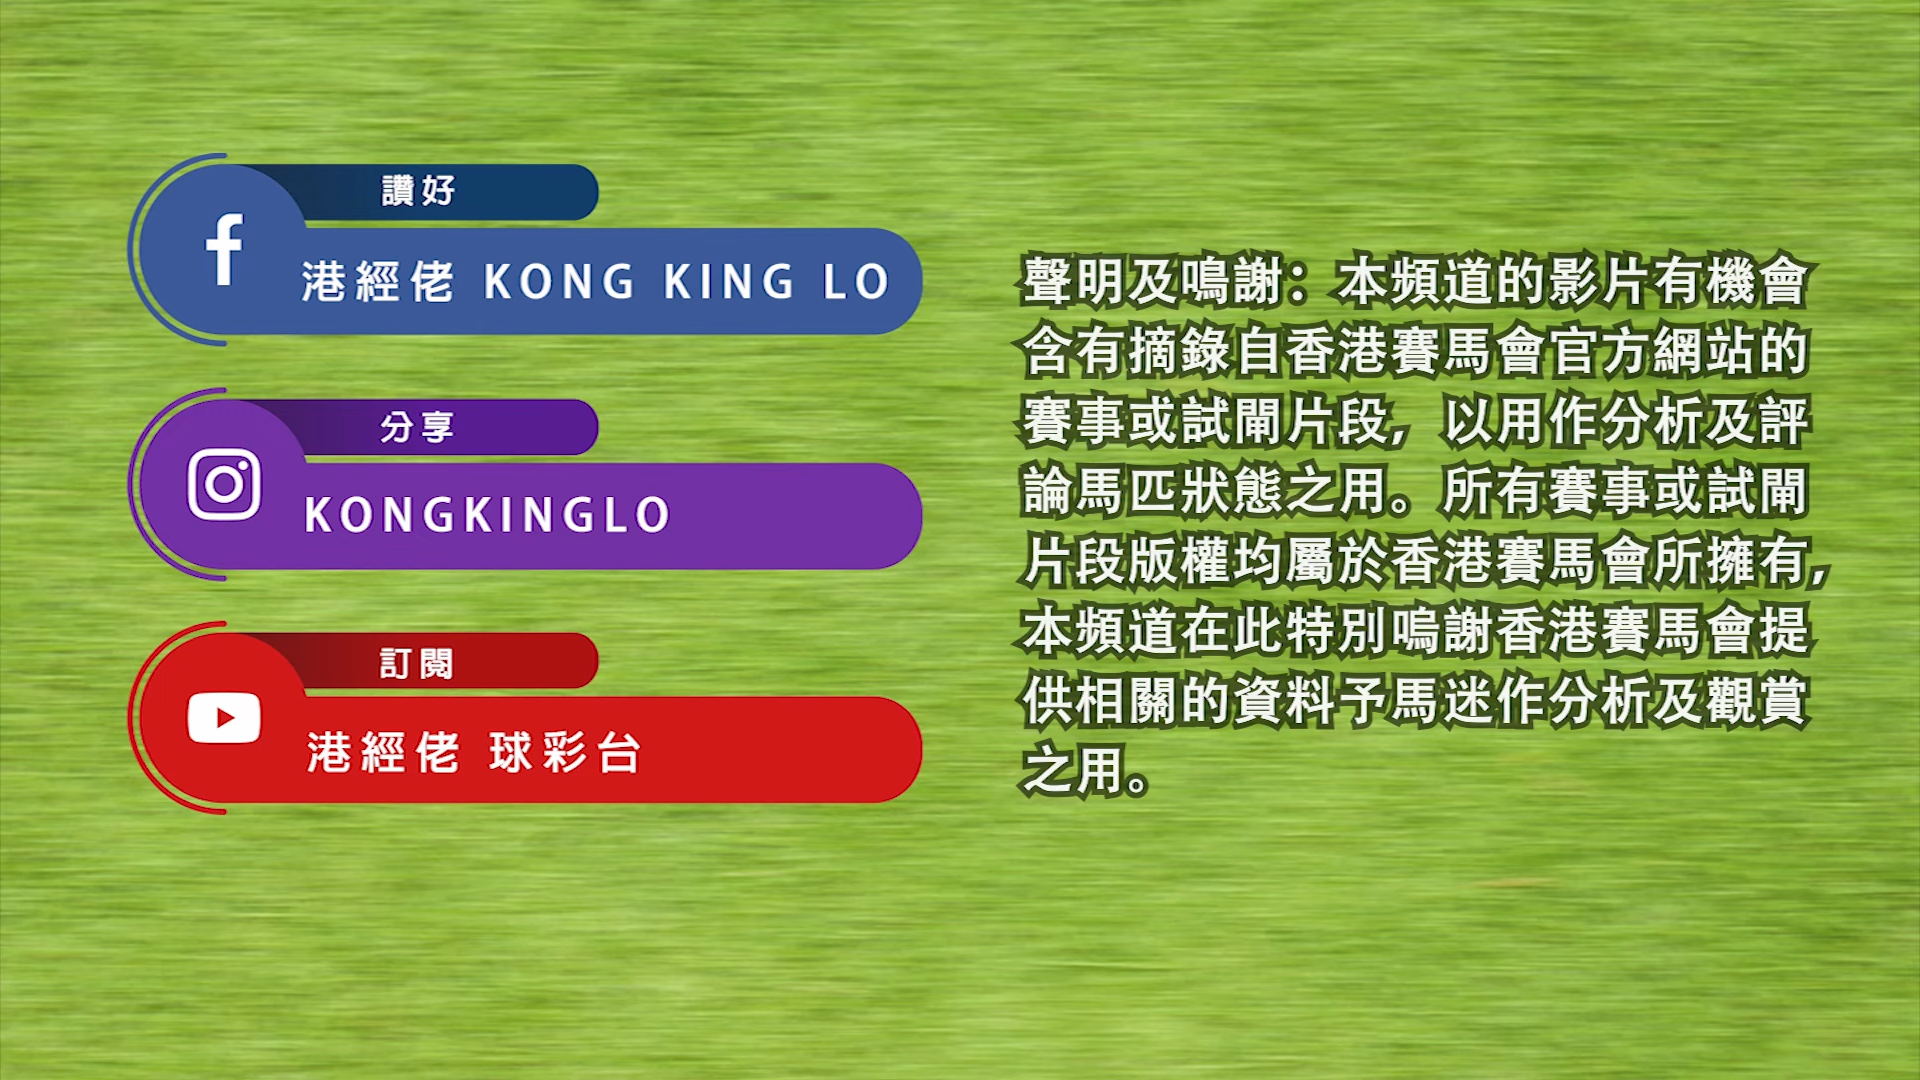 讚好
港經佬 KONG KING LO
分享
KONGKINGLO
訂閱
港經佬 球彩台
聲明及鳴謝：本頻道的影片有機會
含有摘錄自香港賽馬會官方網站的
賽事或試閘片段，以用作分析及評
論馬匹狀態之用。所有賽事或試閘
片段版權均屬於香港賽馬會所擁有，
本頻道在此特別嗚謝香港賽馬會提
供相關的資料予馬迷作分析及觀賞
之用。